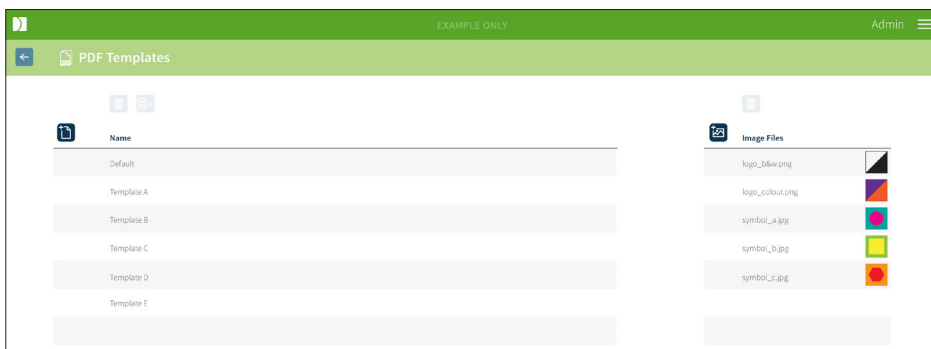 EXAMPLE ONLY
Admin
PDF Templates
Name
Default
Template A
Template B
Template C
Template D
Template E
Image Files
logo_b&w.png
logo_colour.png
symbol_a.jpg
symbol_b.jpg
symbol_c.jpg